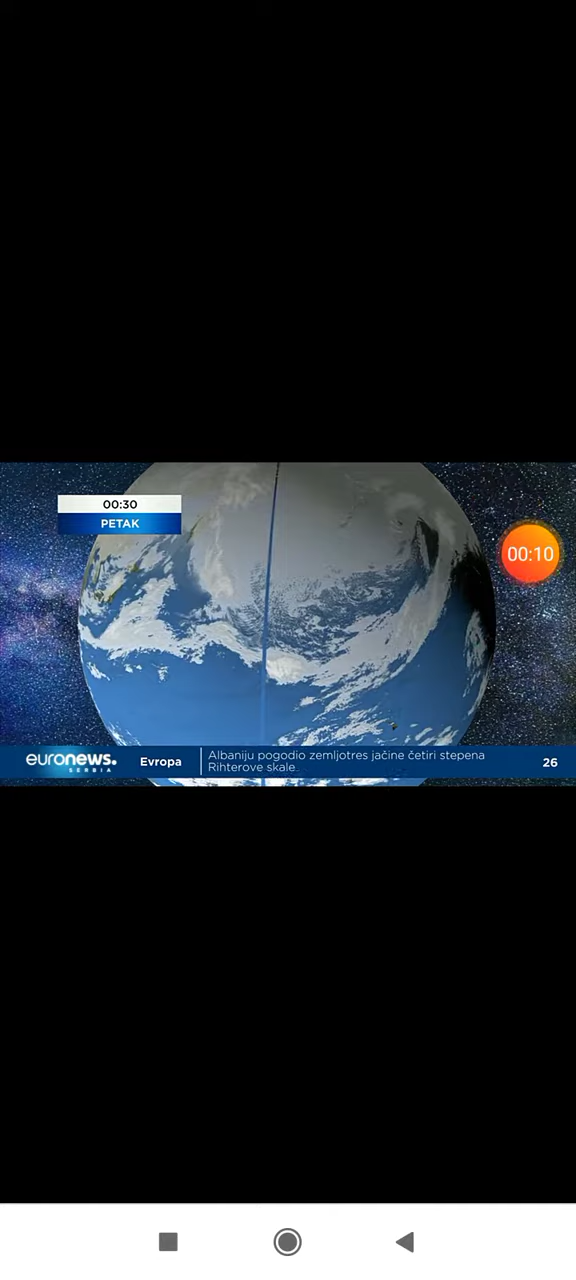 00:30
PETAK
00:10
euronews.
SERBIA
Evropa
Albaniju pogodio zemljotres jačine četiri stepena
Rihterove skale.
26